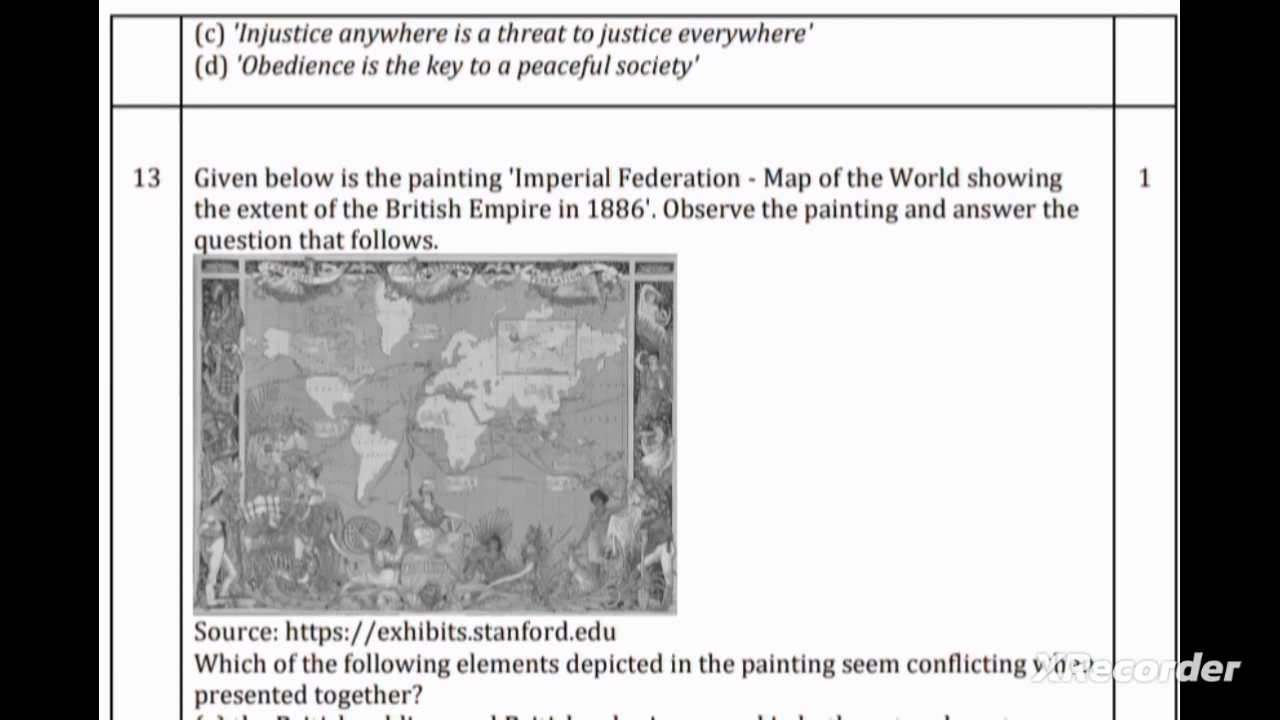 (c) 'Injustice anywhere is a threat to justice everywhere'
(d) 'Obedience is the key to a peaceful society'
13
Given below is the painting 'Imperial Federation - Map of the World showing
the extent of the British Empire in 1886'. Observe the painting and answer the
question that follows.
1
Source: https://exhibits.stanford.edu
Which of the following elements depicted in the painting seem conflicting when
presented together?
XRecorder